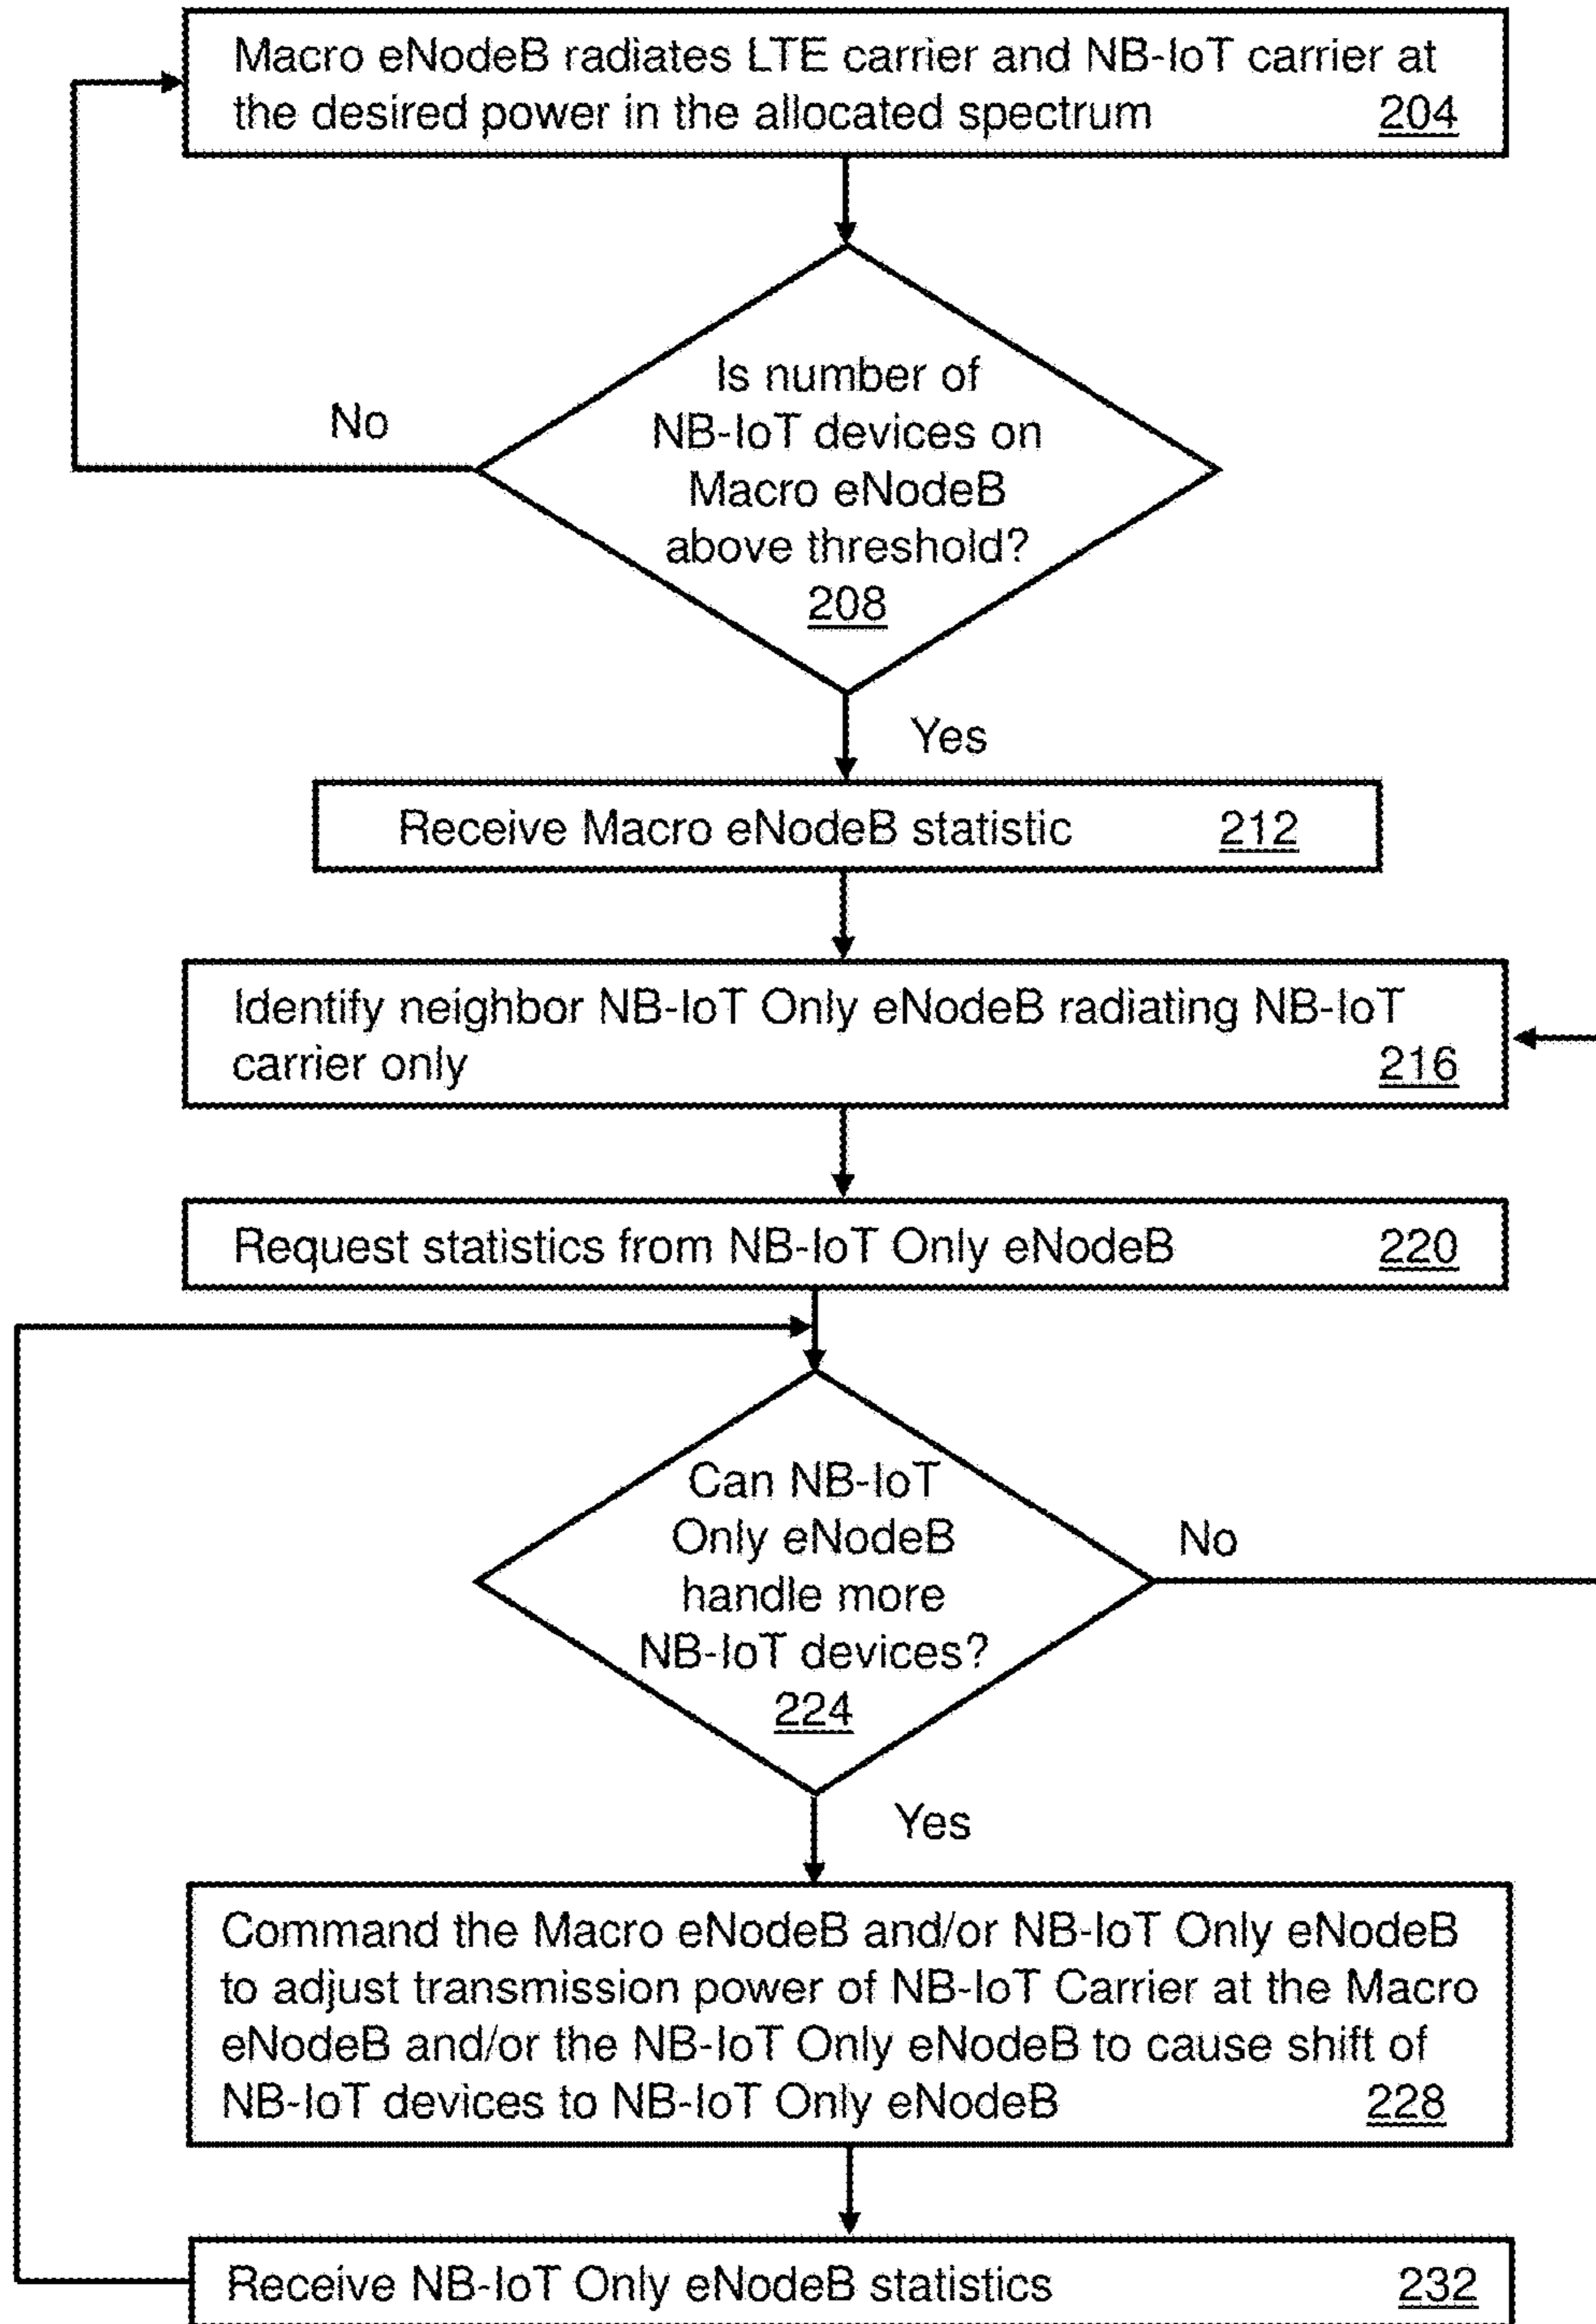 Macro eNodeB radiates LTE carrier and NB-IoT carrier at
the desired power in the allocated spectrum 204
Is number of
NB-IoT devices on
Macro eNodeB
above threshold?
208
No
Yes
Receive Macro eNodeB statistic 212
Identify neighbor NB-IoT Only eNodeB radiating NB-IoT
carrier only 216
Request statistics from NB-IoT Only eNodeB 220
Can NB-IoT
Only eNodeB
handle more
NB-IoT devices?
224
No
Yes
Command the Macro eNodeB and/or NB-IoT Only eNodeB
to adjust transmission power of NB-IoT Carrier at the Macro
eNodeB and/or the NB-IoT Only eNodeB to cause shift of
NB-IoT devices to NB-IoT Only eNodeB 228
Receive NB-IoT Only eNodeB statistics 232